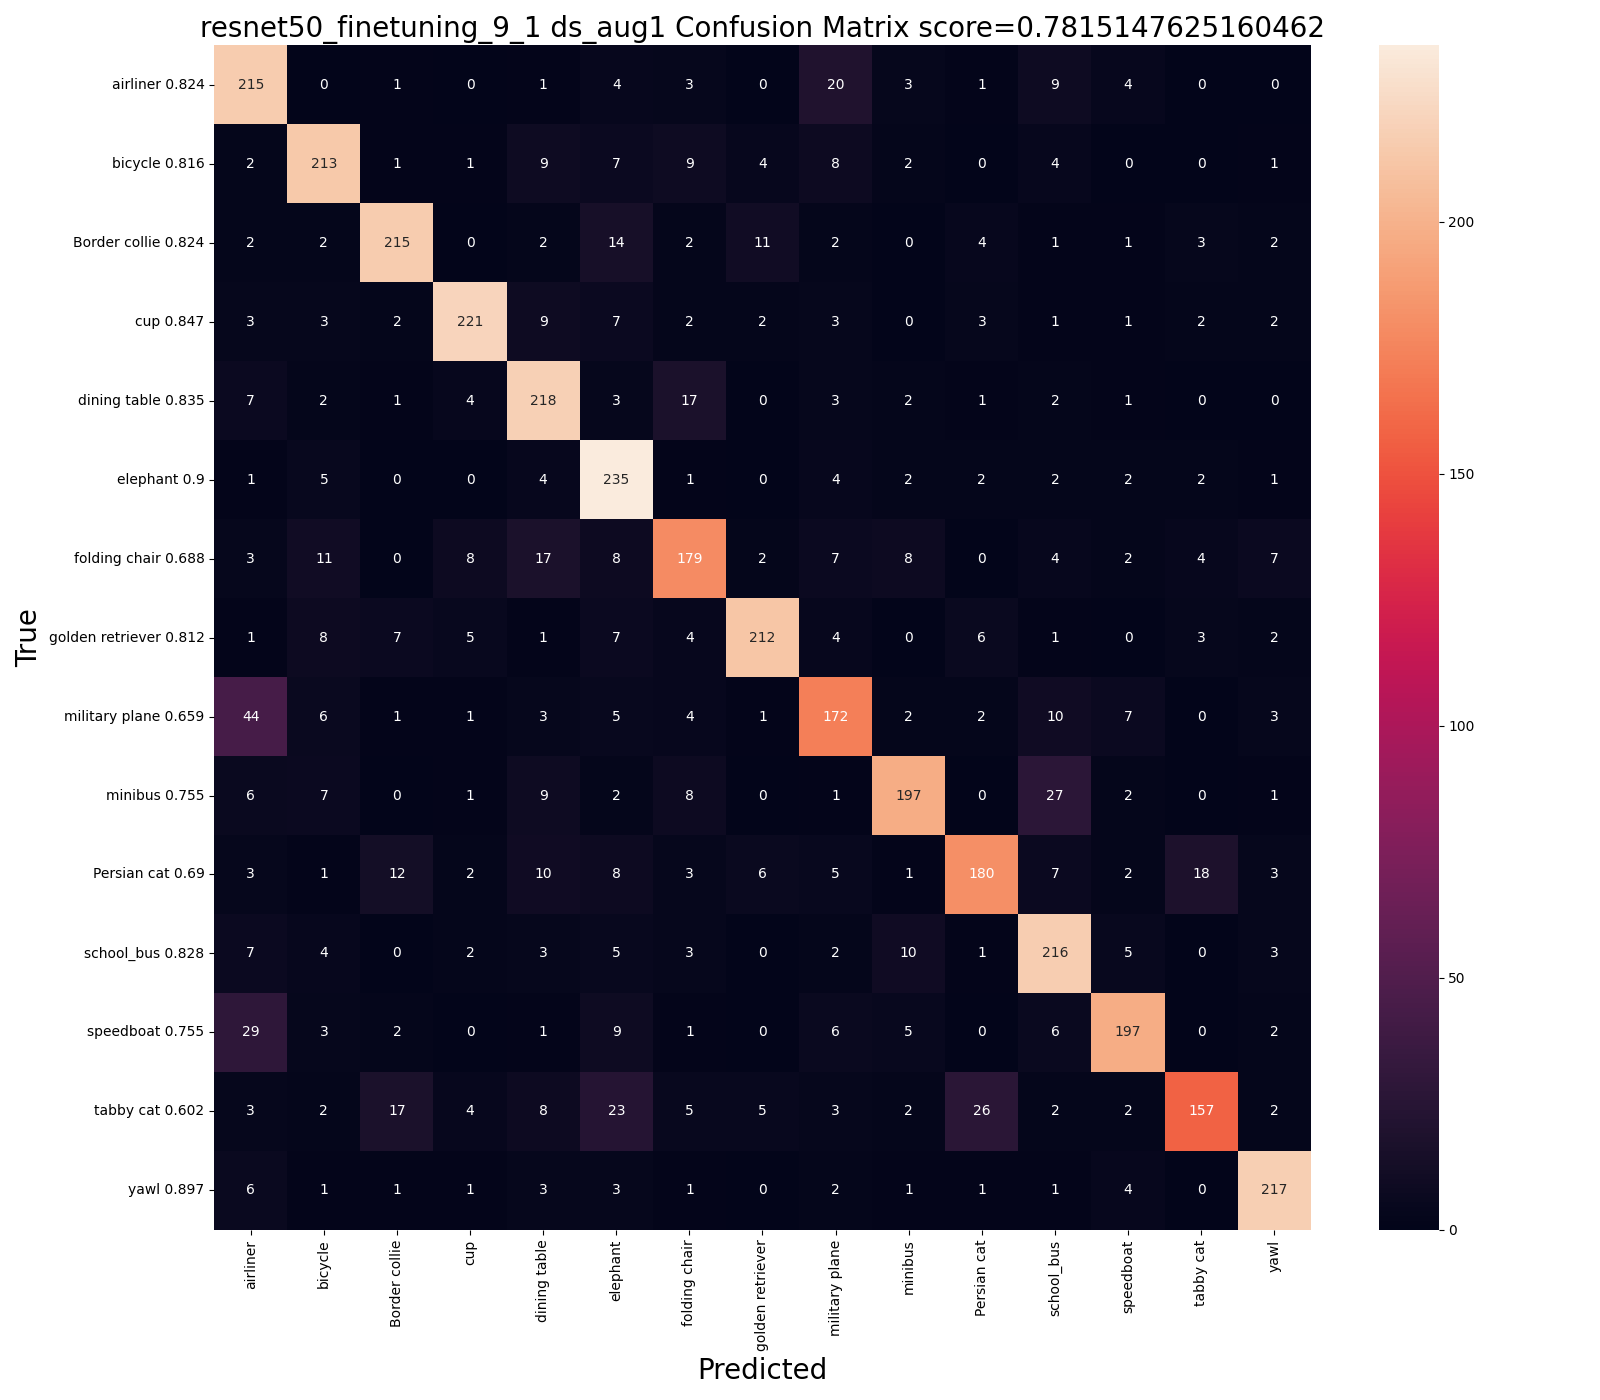 resnet50_finetuning_9_1 ds_aug1 Confusion Matrix score=0.7815147625160462
airliner 0.824 215 0 1 0 1 4 3 0 20 3 1 9 4 0 0
bicycle 0.816 2 213 1 1 9 7 9 4 8 2 0 4 0 0 1
Border collie 0.824 2 2 215 0 2 14 2 11 2 0 4 1 1 3 2
cup 0.847 3 3 2 221 9 7 2 2 3 0 3 1 1 2 2
dining table 0.835 7 2 1 4 218 3 17 0 3 2 1 2 1 0 0
elephant 0.9 1 5 0 0 4 235 1 0 4 2 2 2 2 2 1
folding chair 0.688 3 11 0 8 17 8 179 2 7 8 0 4 2 4 7
golden retriever 0.812 1 8 7 5 1 7 4 212 4 0 6 1 0 3 2
military plane 0.659 44 6 1 1 3 5 4 1 172 2 2 10 7 0 3
minibus 0.755 6 7 0 1 9 2 8 0 1 197 0 27 2 0 1
Persian cat 0.69 3 1 12 2 10 8 3 6 5 1 180 7 2 18 3
school_bus 0.828 7 4 0 2 3 5 3 0 2 10 1 216 5 0 3
speedboat 0.755 29 3 2 0 1 9 1 0 6 5 0 6 197 0 2
tabby cat 0.602 3 2 17 4 8 23 5 5 3 2 26 2 2 157 2
yawl 0.897 6 1 1 1 3 3 1 0 2 1 1 1 4 0 217
True
airliner
bicycle
Border collie
cup
dining table
elephant
folding chair
golden retriever
military plane
minibus
Persian cat
school_bus
speedboat
tabby cat
yawl
Predicted
200
150
100
50
0